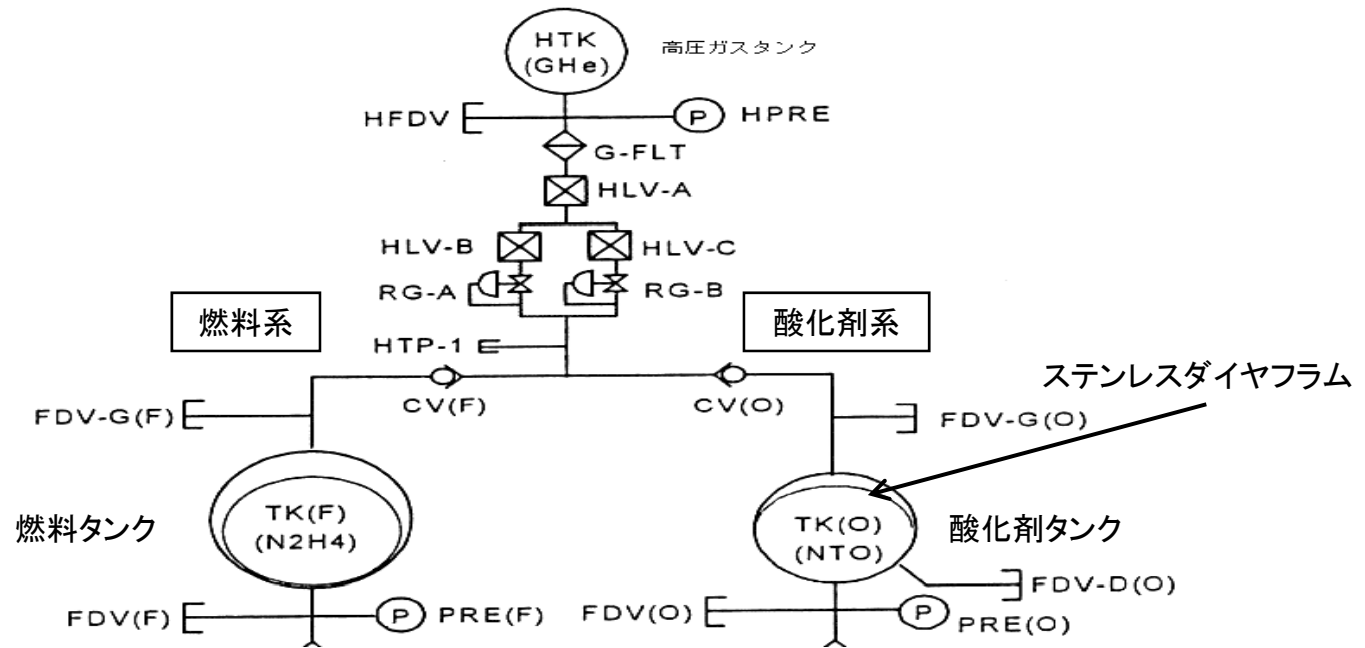 HTK
(GHe)
高圧ガスタンク
HFDV
P
HPRE
G-FLT
HLV-A
HLV-B
HLV-C
RG-A
RG-B
燃料系
酸化剤系
HTP-1
ステンレスダイヤフラム
CV(F)
CV(O)
FDV-G(F)
FDV-G(O)
燃料タンク
TK(F)
(N2H4)
TK(O)
(NTO)
酸化剤タンク
FDV-D(O)
FDV(F)
P
PRE(F)
FDV(O)
P
PRE(O)